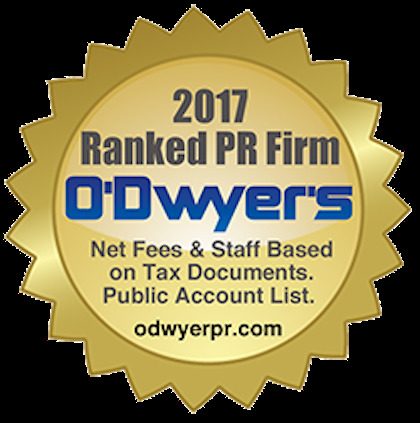 2017
Ranked PR Firm
O'Dwyer's
Net Fees & Staff Based
on Tax Documents.
Public Account List.
odwyerpr.com